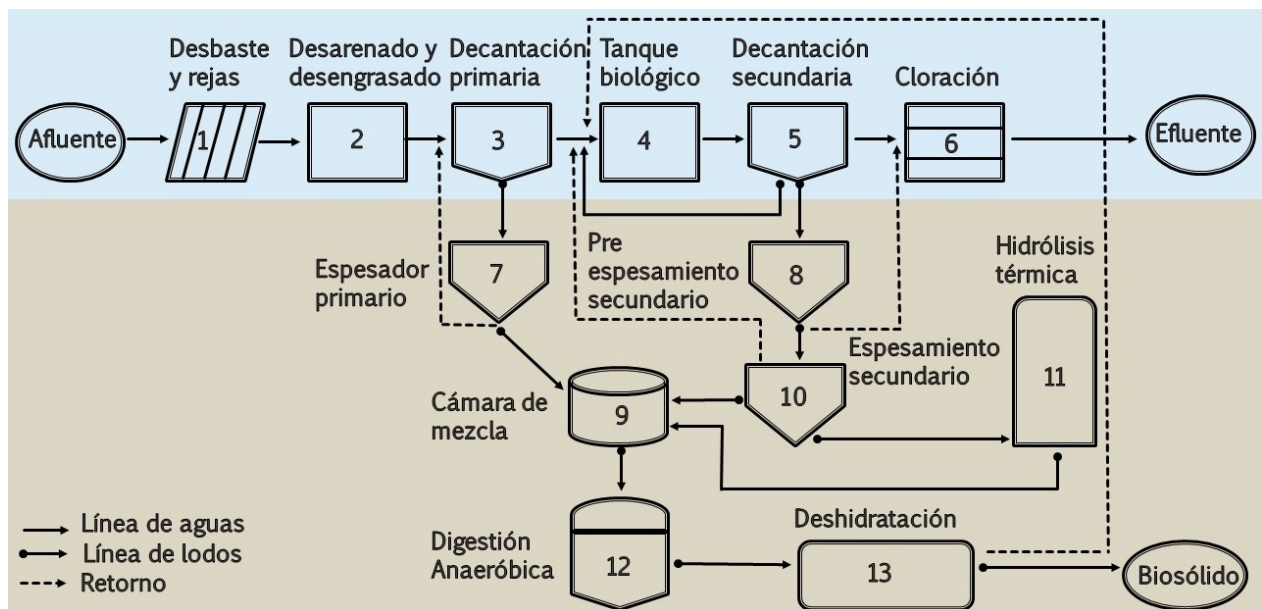 Desbaste
y rejas
Desarenado y
desengrasado
Decantación
primaria
Tanque
biológico
Decantación
secundaria
Cloración
Afluente
1
2
3
4
5
6
Efluente
Espesador
primario
7
Pre
espesamiento
secundario
8
Hidrólisis
térmica
Cámara de
mezcla
9
10
Espesamiento
secundario
11
Línea de aguas
Línea de lodos
Retorno
Digestión
Anaeróbica
12
Deshidratación
13
Biosólido